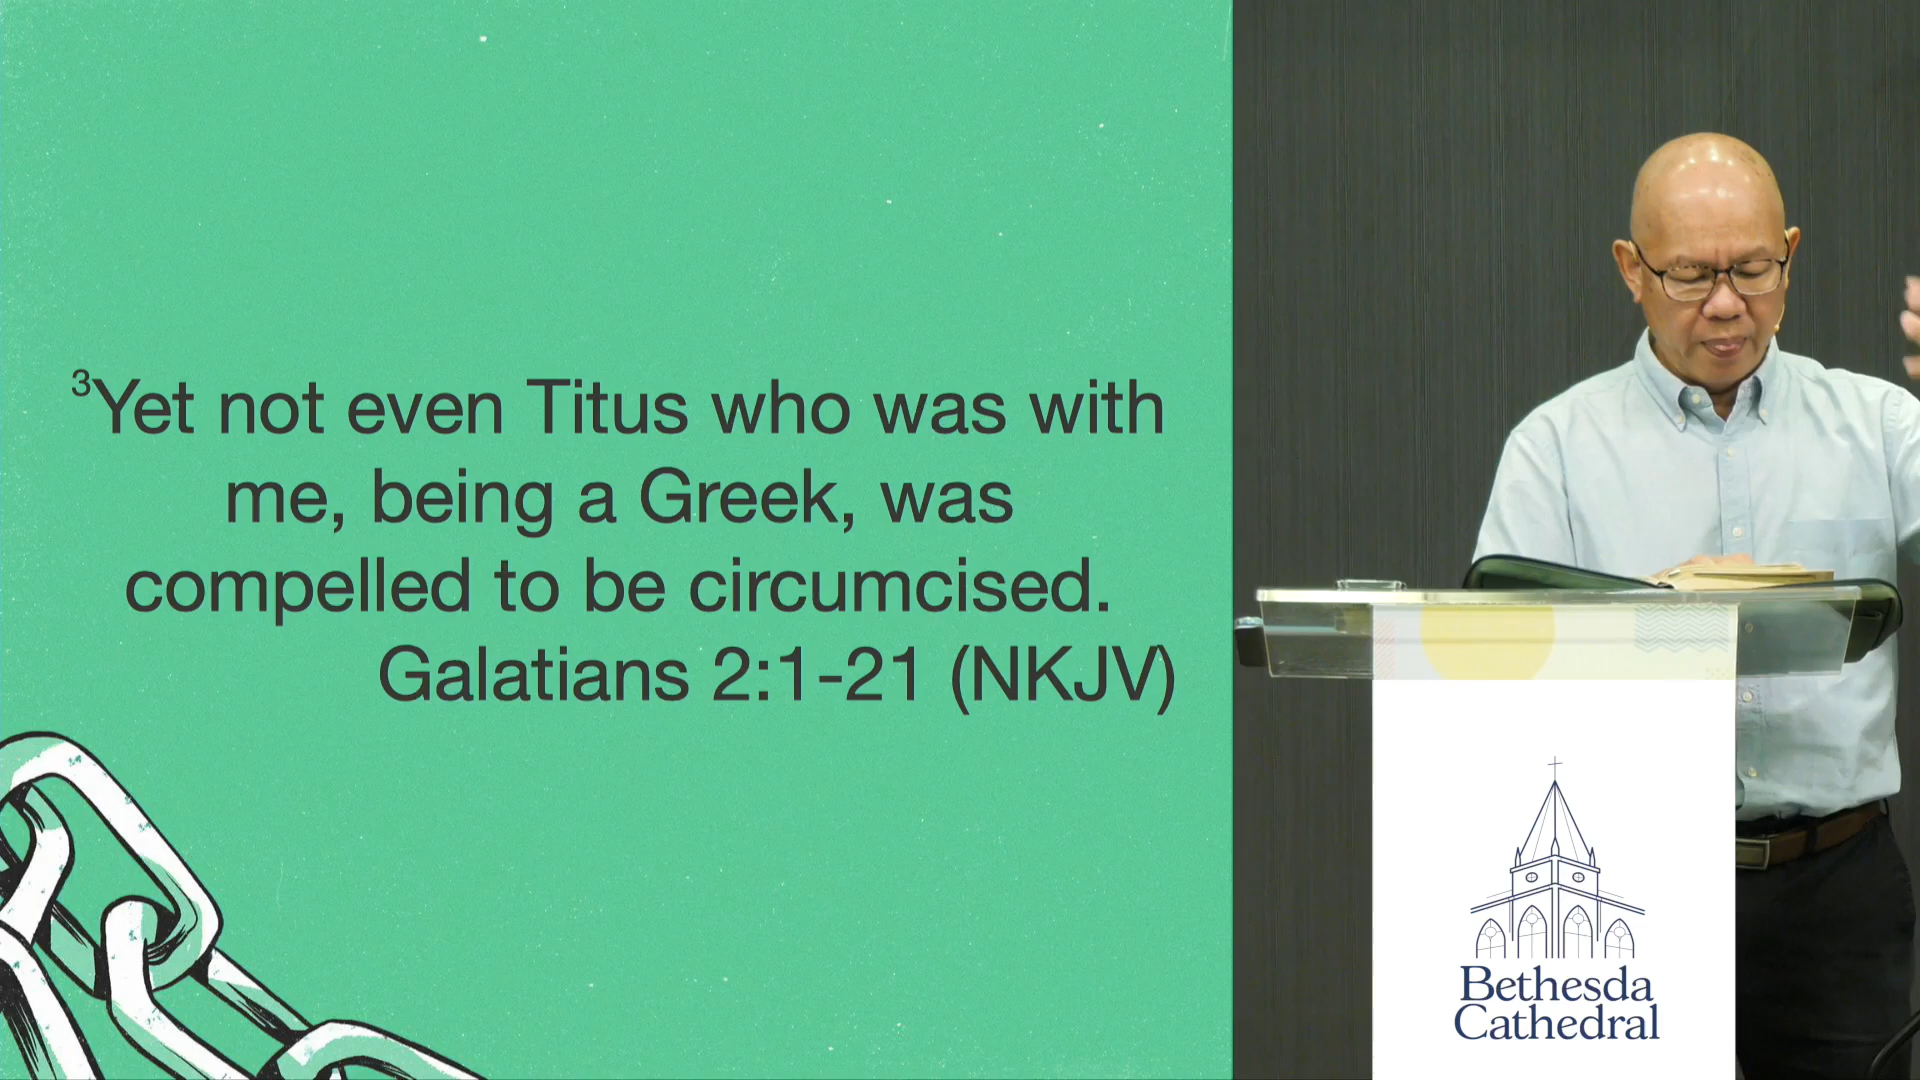 ³Yet not even Titus who was with
me, being a Greek, was
compelled to be circumcised.
Galatians 2:1-21 (NKJV)
Bethesda
Cathedral